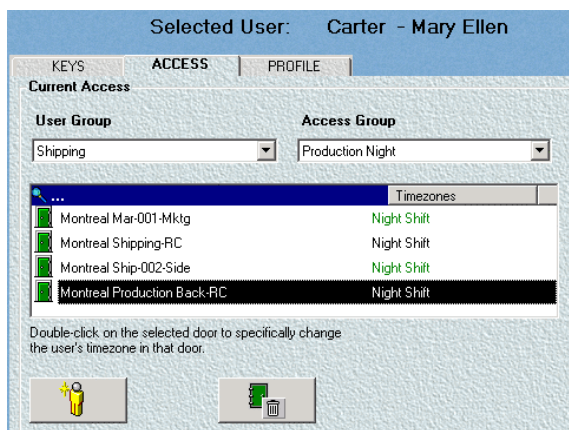 Selected User: Carter - Mary Ellen
KEYS ACCESS PROFILE
Current Access
User Group Access Group
Shipping Production Night
... Timezones
Montreal Mar-001-Mktg Night Shift
Montreal Shipping-RC Night Shift
Montreal Ship-002-Side Night Shift
Montreal Production Back-RC Night Shift
Double-click on the selected door to specifically change
the user's timezone in that door.